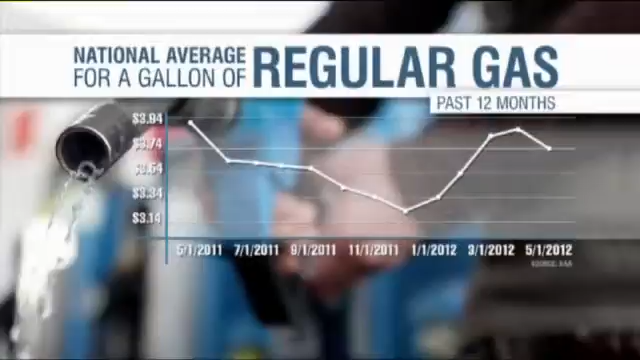 NATIONAL AVERAGE
FOR A GALLON OF
REGULAR GAS
PAST 12 MONTHS
$3.94
$3.74
$3.54
$3.34
$3.14
5/1/2011 7/1/2011 9/1/2011 11/1/2011 1/1/2012 3/1/2012 5/1/2012